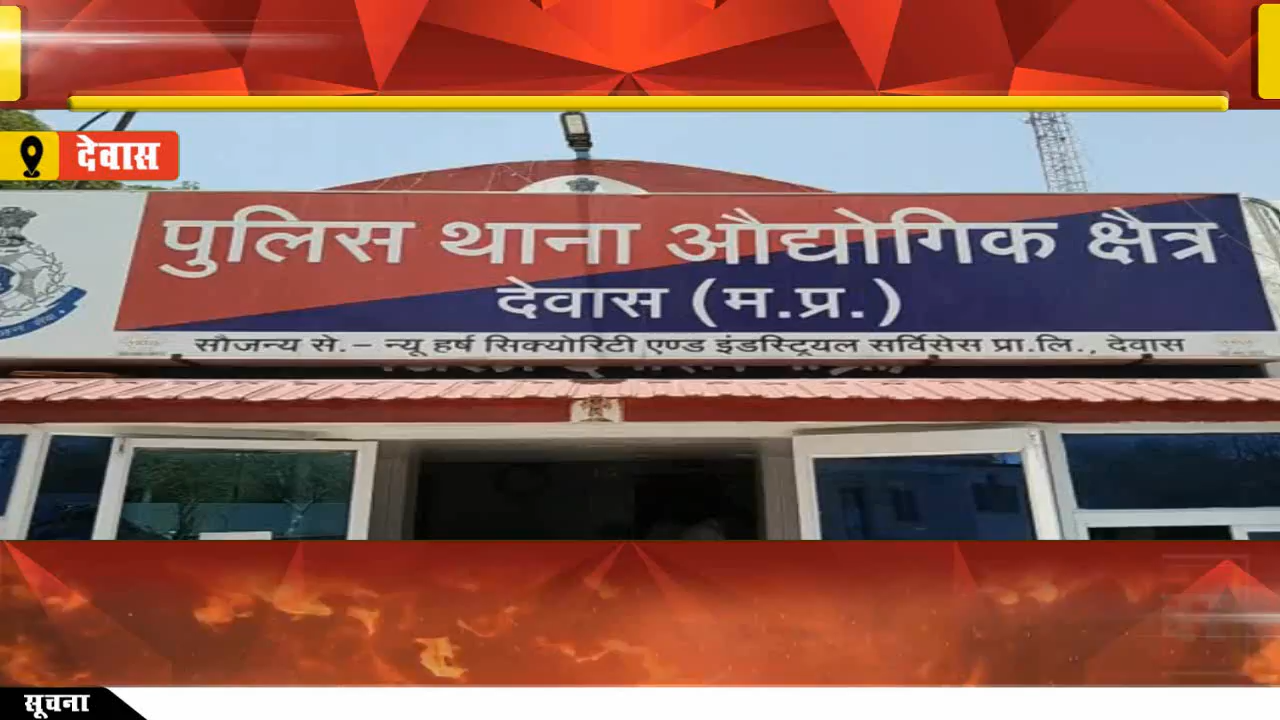 देवास
पुलिस थाना औद्योगिक क्षैत्र
देवास (म.प्र.)
सौजन्य से.– न्यू हर्ष सिक्योरिटी एण्ड इंडस्ट्रियल सर्विसेस प्रा.लि., देवास
सूचना